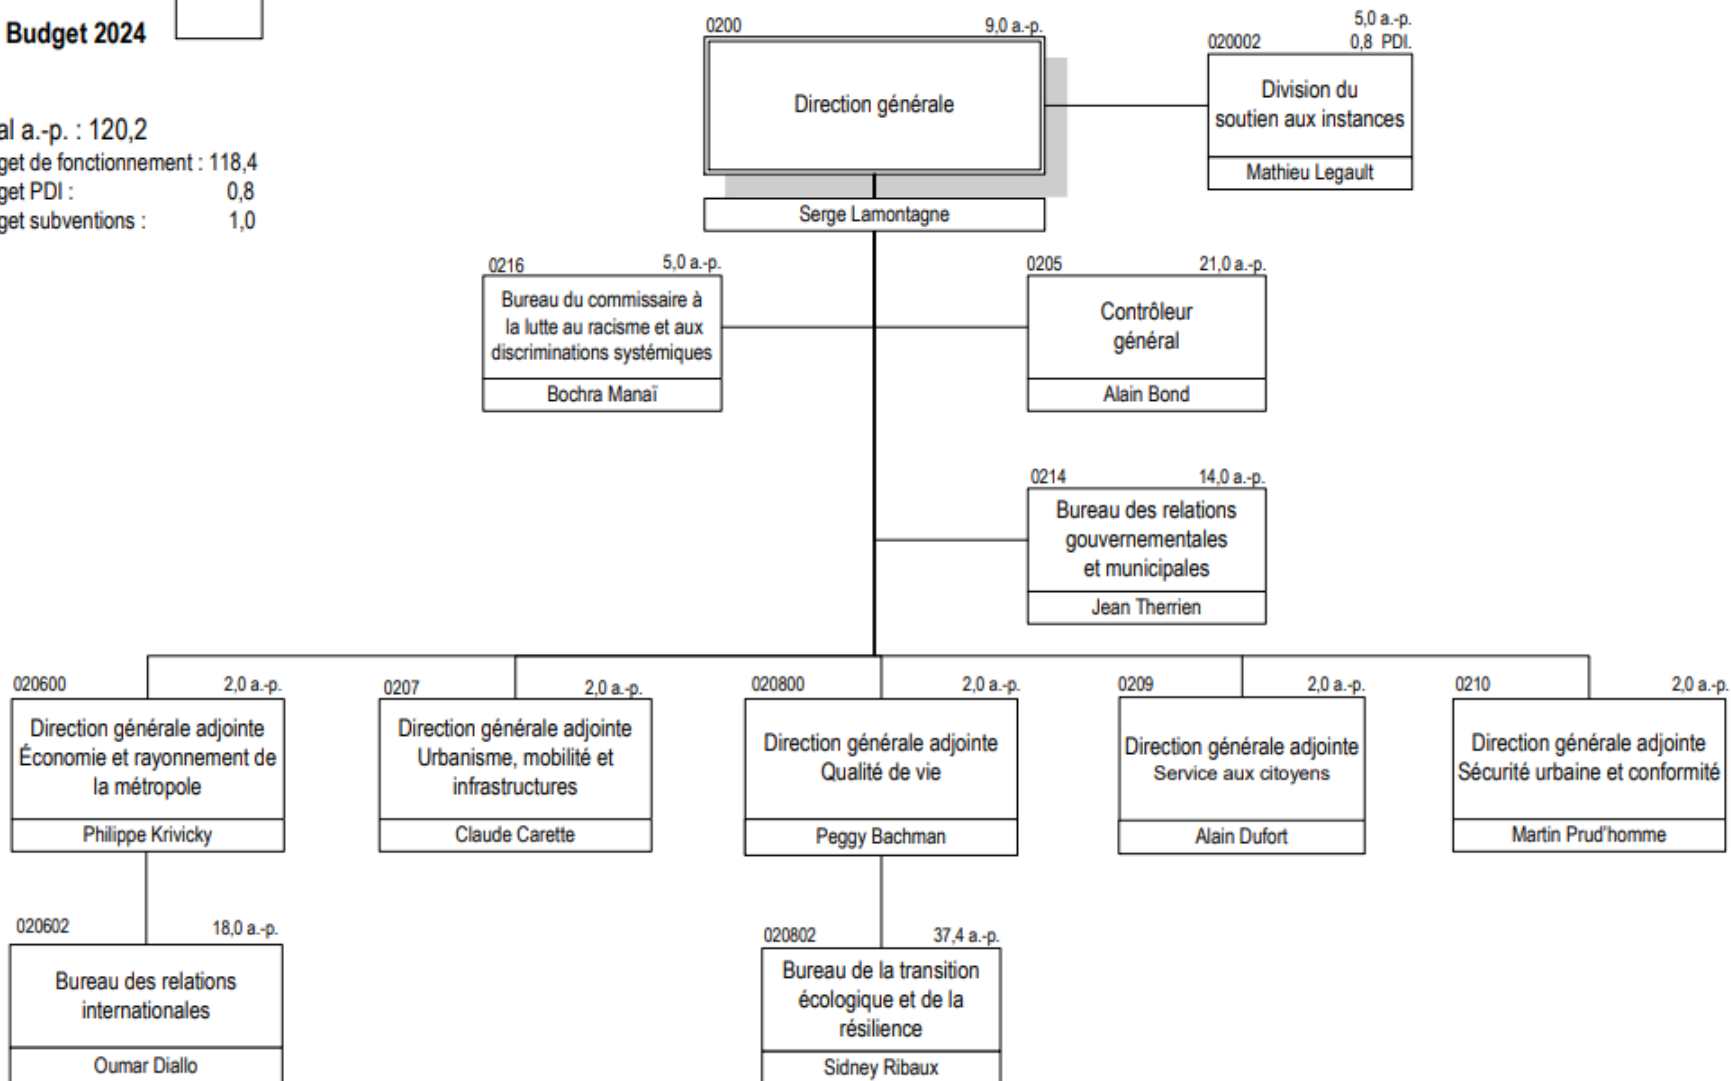 Budget 2024
al a.-p. : 120,2
get de fonctionnement : 118,4
get PDI : 0,8
get subventions : 1,0
0200 9,0 a.-p.
Direction générale
Serge Lamontagne
5,0 a.-p.
020002 0,8 PDI.
Division du
soutien aux instances
Mathieu Legault
0216 5,0 a.-p.
Bureau du commissaire à
la lutte au racisme et aux
discriminations systémiques
Bochra Manaï
0205 21,0 a.-p.
Contrôleur
général
Alain Bond
0214 14,0 a.-p.
Bureau des relations
gouvernementales
et municipales
Jean Therrien
020600 2,0 a.-p.
Direction générale adjointe
Économie et rayonnement de
la métropole
Philippe Krivicky
0207 2,0 a.-p.
Direction générale adjointe
Urbanisme, mobilité et
infrastructures
Claude Carette
020800 2,0 a.-p.
Direction générale adjointe
Qualité de vie
Peggy Bachman
0209 2,0 a.-p.
Direction générale adjointe
Service aux citoyens
Alain Dufort
0210 2,0 a.-p.
Direction générale adjointe
Sécurité urbaine et conformité
Martin Prud'homme
020602 18,0 a.-p.
Bureau des relations
internationales
Oumar Diallo
020802 37,4 a.-p.
Bureau de la transition
écologique et de la
résilience
Sidney Ribaux